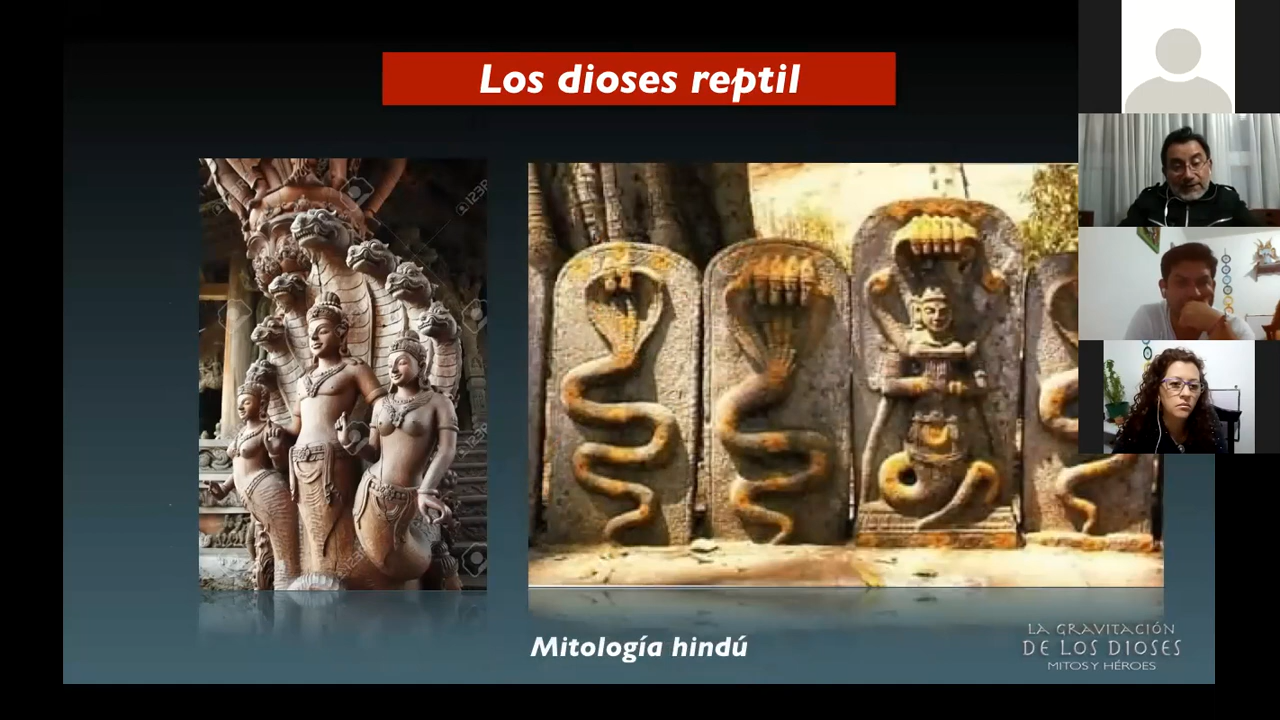 Los dioses reptil
Mitología hindú
LA GRAVITACIÓN
DE LOS DIOSES
MITOS Y HÉROES